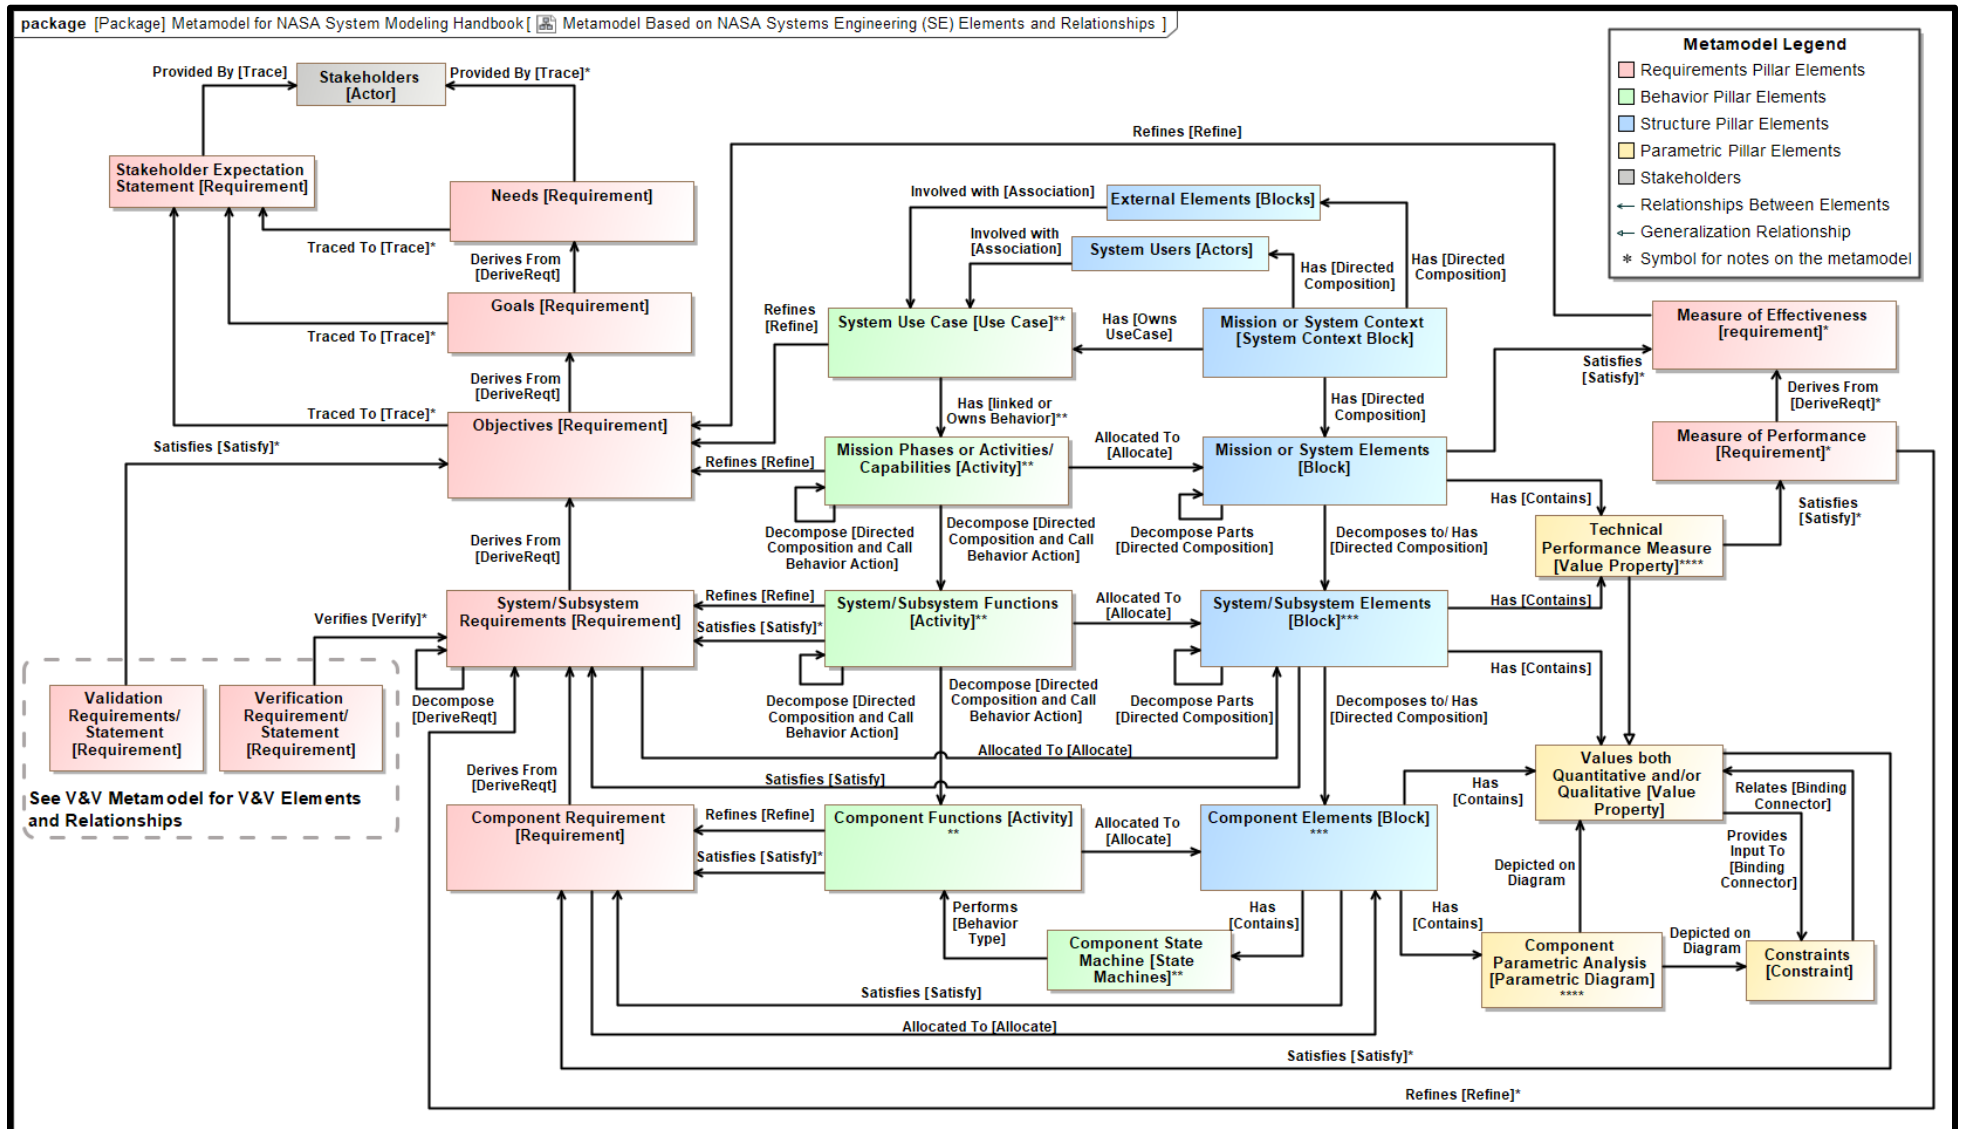 package [Package] Metamodel for NASA System Modeling Handbook [ Metamodel Based on NASA Systems Engineering (SE) Elements and Relationships ]
Metamodel Legend
Requirements Pillar Elements
Behavior Pillar Elements
Structure Pillar Elements
Parametric Pillar Elements
Stakeholders
Relationships Between Elements
Generalization Relationship
* Symbol for notes on the metamodel
Provided By [Trace]
Stakeholders
[Actor]
Provided By [Trace]*
Refines [Refine]
Stakeholder Expectation
Statement [Requirement]
Needs [Requirement]
Involved with [Association]
External Elements [Blocks]
Involved with
[Association]
System Users [Actors]
Has [Directed
Composition]
Has [Directed
Composition]
Traced To [Trace]*
Derives From
[DeriveReqt]
Goals [Requirement]
Refines
[Refine]
System Use Case [Use Case]**
Has [Owns
UseCase]
Mission or System Context
[System Context Block]
Measure of Effectiveness
[requirement]*
Traced To [Trace]*
Satisfies
[Satisfy]*
Derives From
[DeriveReqt]
Derives From
[DeriveReqt]*
Has [linked or
Owns Behavior]**
Has [Directed
Composition]
Traced To [Trace]*
Objectives [Requirement]
Satisfies [Satisfy]*
Refines [Refine]
Mission Phases or Activities/
Capabilities [Activity]**
Allocated To
[Allocate]
Mission or System Elements
[Block]
Measure of Performance
[Requirement]*
Has [Contains]
Satisfies
[Satisfy]*
Decompose [Directed
Composition and Call
Behavior Action]
Decompose [Directed
Composition and Call
Behavior Action]
Decompose Parts
[Directed Composition]
Decomposes to/ Has
[Directed Composition]
Technical
Performance Measure
[Value Property]****
Derives From
[DeriveReqt]
Verifies [Verify]*
System/Subsystem
Requirements [Requirement]
Refines [Refine]
Satisfies [Satisfy]*
System/Subsystem Functions
[Activity]**
Allocated To
[Allocate]
System/Subsystem Elements
[Block]***
Has [Contains]
Has [Contains]
Validation
Requirements/
Statement
[Requirement]
Verification
Requirement/
Statement
[Requirement]
See V&V Metamodel for V&V Elements
and Relationships
Decompose
[DeriveReqt]
Decompose [Directed
Composition and Call
Behavior Action]
Decompose [Directed
Composition and Call
Behavior Action]
Decompose Parts
[Directed Composition]
Decomposes to/ Has
[Directed Composition]
Allocated To [Allocate]
Satisfies [Satisfy]
Derives From
[DeriveReqt]
Values both
Quantitative and/or
Qualitative [Value
Property]
Has
[Contains]
Relates [Binding
Connector]
Component Requirement
[Requirement]
Refines [Refine]
Satisfies [Satisfy]*
Component Functions [Activity]
**
Allocated To
[Allocate]
Component Elements [Block]
***
Provides
Input To
[Binding
Connector]
Depicted on
Diagram
Performs
[Behavior
Type]
Has
[Contains]
Has
[Contains]
Component State
Machine [State
Machines]**
Component
Parametric Analysis
[Parametric Diagram]
****
Depicted on
Diagram
Constraints
[Constraint]
Satisfies [Satisfy]
Allocated To [Allocate]
Satisfies [Satisfy]*
Refines [Refine]*